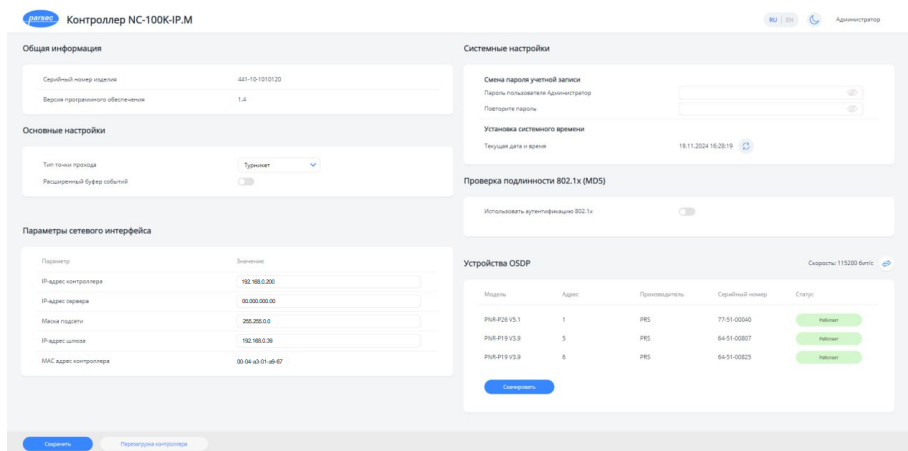 parsec
Контроллер NC-100K-IP.M
RU | EN
Администратор
Общая информация
Серийный номер изделия 441-10-1010120
Версия программного обеспечения 1.4
Основные настройки
Тип точки прохода Турникет
Расширенный буфер событий
Параметры сетевого интерфейса
Параметр Значение
IP-адрес контроллера 192.168.0.200
IP-адрес сервера 00.000.000.00
Маска подсети 255.255.0.0
IP-адрес шлюза 192.168.0.39
MAC адрес контроллера 00-04-a3-01-a9-67
Системные настройки
Смена пароля учетной записи
Пароль пользователя Администратор
Повторите пароль
Установка системного времени
Текущая дата и время 19.11.2024 16:28:19
Проверка подлинности 802.1x (MD5)
Использовать аутентификацию 802.1x
Устройства OSDP Скорость: 115200 бит/с
Модель Адрес Производитель Серийный номер Статус
PNR-P26 V5.1 1 PRS 77-51-00040 Работает
PNR-P19 V3.9 5 PRS 64-51-00807 Работает
PNR-P19 V3.9 6 PRS 64-51-00825 Работает
Сканировать
Сохранить Перезагрузка контроллера